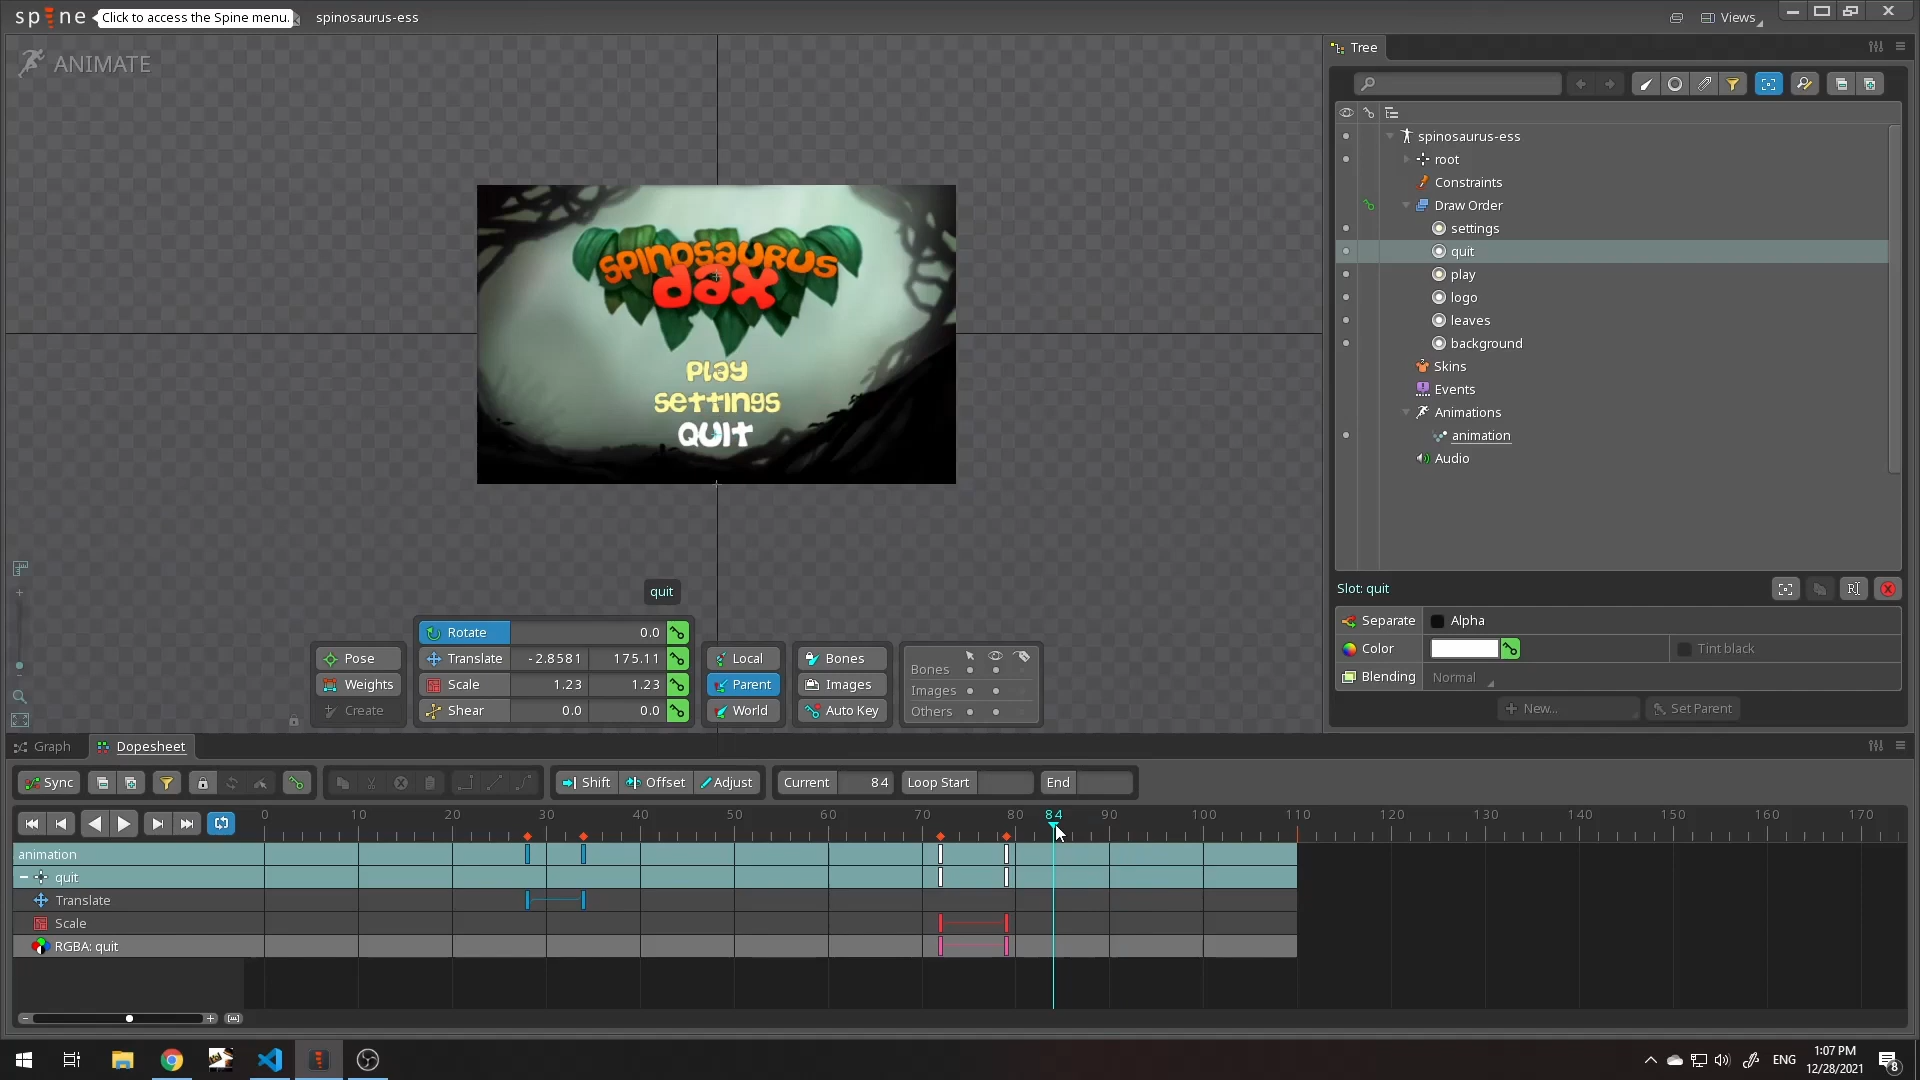 spine
Click to access the Spine menu.
spinosaurus-ess
Views
ANIMATE
Tree
spinosaurus-ess
root
Constraints
Draw Order
settings
quit
play
logo
leaves
background
Skins
Events
Animations
animation
Audio
SPINOSAURUS
dax
Play
Settings
QUIT
quit
Pose
Weights
Create
Rotate 0.0
Translate -2.8581 175.11
Scale 1.23 1.23
Shear 0.0 0.0
Local
Parent
World
Bones
Images
Auto Key
Bones
Images
Others
Slot: quit
Separate Alpha
Color Tint black
Blending Normal
New...
Set Parent
Graph
Dopesheet
Sync
Shift
Offset
Adjust
Current 84
Loop Start
End
0 10 20 30 40 50 60 70 80 84 90 100 110 120 130 140 150 160 170
animation
quit
Translate
Scale
RGBA: quit
ENG
1:07 PM
12/28/2021
8